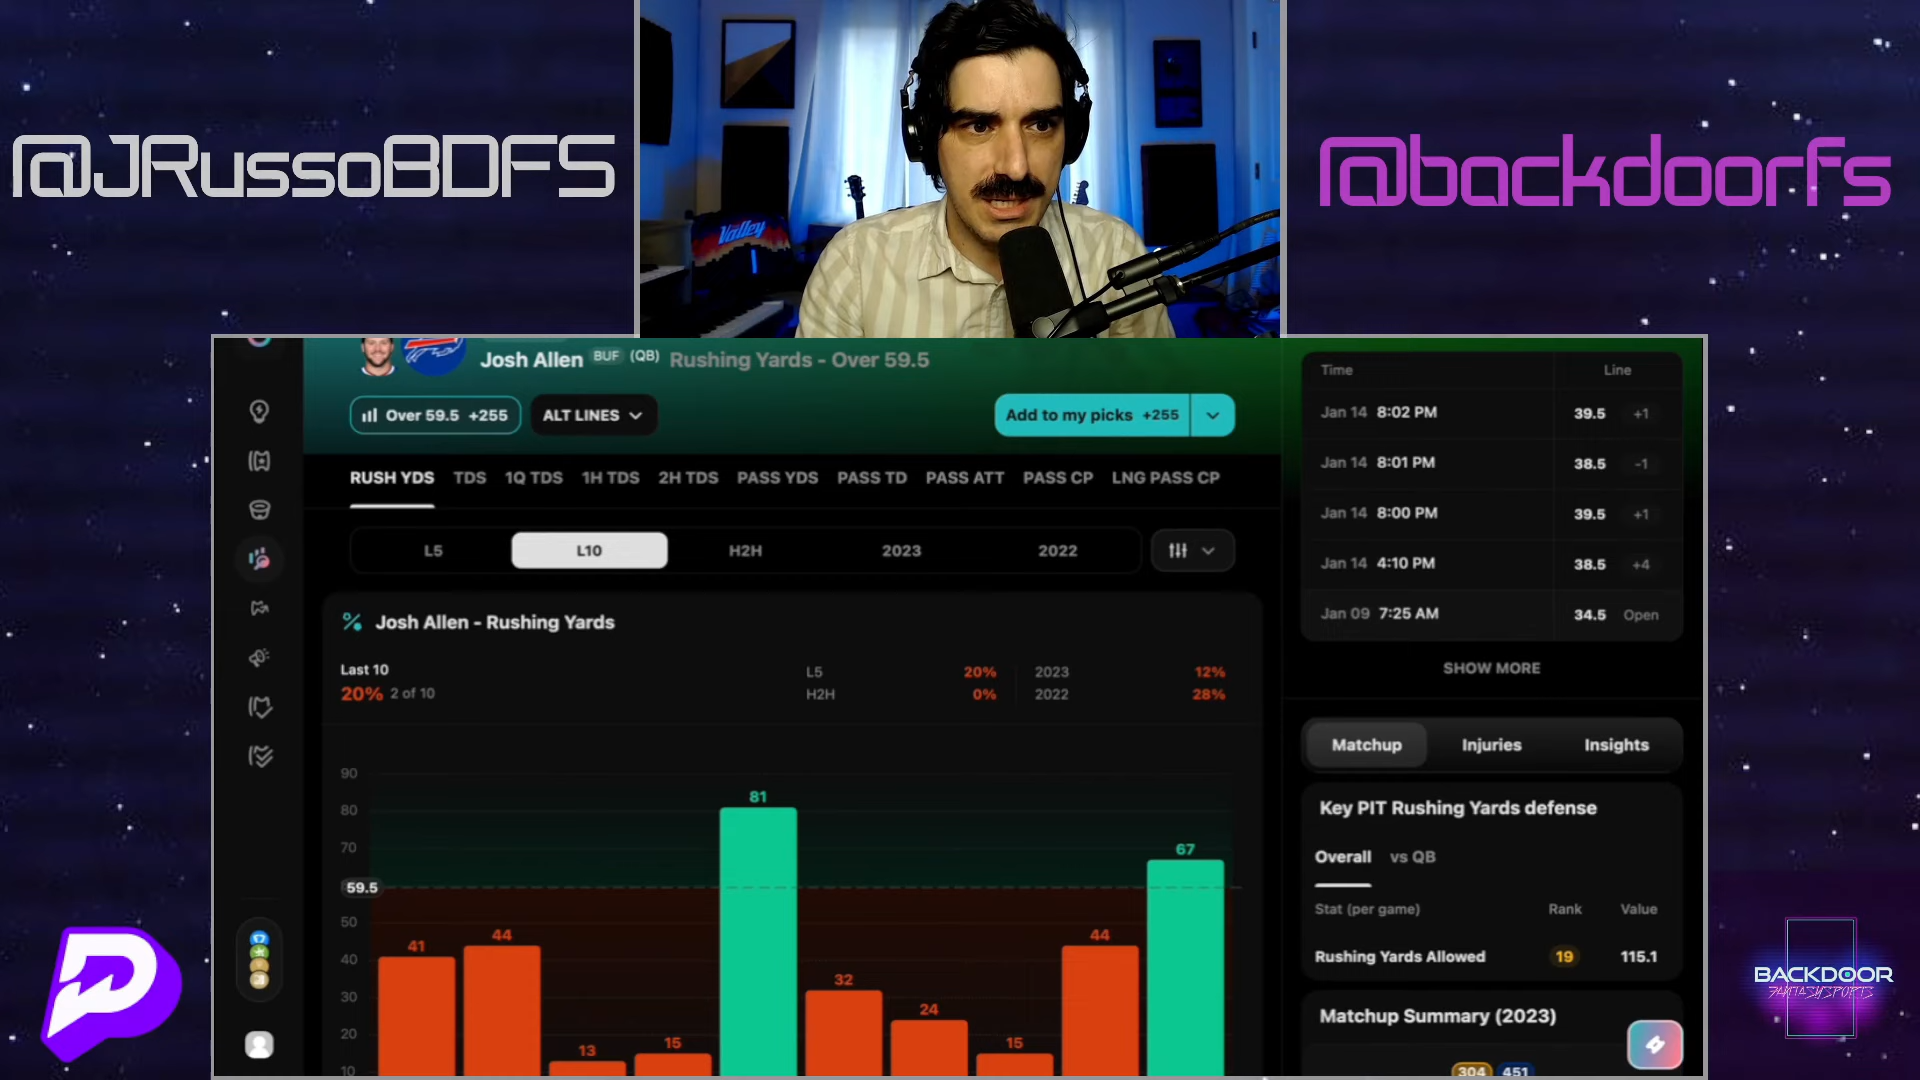 @JRussoBDFS
Valley
@backdoorfs
Josh Allen BUF (QB) Rushing Yards - Over 59.5
Over 59.5 +255
ALT LINES
Add to my picks +255
RUSH YDS TDS 1Q TDS 1H TDS 2H TDS PASS YDS PASS TD PASS ATT PASS CP LNG PASS CP
L5 L10 H2H 2023 2022
Josh Allen - Rushing Yards
Last 10
20% 2 of 10
L5 20% 2023 12%
H2H 0% 2022 28%
90
80
70
59.5
50
40
30
20
10
41 44 13 15 81 32 24 15 44 67
Time Line
Jan 14 8:02 PM 39.5 +1
Jan 14 8:01 PM 38.5 -1
Jan 14 8:00 PM 39.5 +1
Jan 14 4:10 PM 38.5 +4
Jan 09 7:25 AM 34.5 Open
SHOW MORE
Matchup Injuries Insights
Key PIT Rushing Yards defense
Overall vs QB
Stat (per game) Rank Value
Rushing Yards Allowed 19 115.1
Matchup Summary (2023)
304 451
BACKDOOR
FANTASY SPORTS